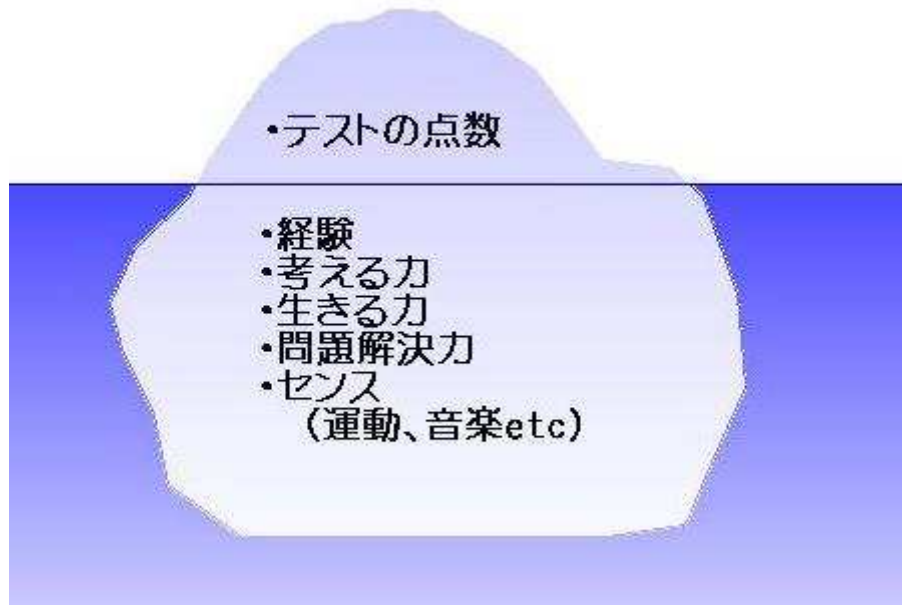 ・テストの点数
・経験
・考える力
・生きる力
・問題解決力
・センス
(運動、音楽etc)